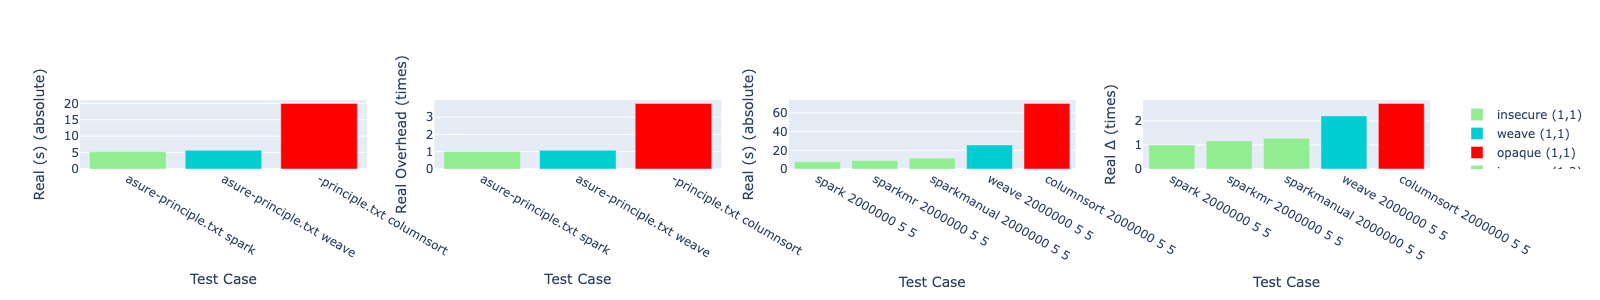 Real (s) (absolute)
20
15
10
5
0
asure-principle.txt spark
asure-principle.txt weave
-principle.txt columnsort
Test Case
Real Overhead (times)
3
2
1
0
asure-principle.txt spark
asure-principle.txt weave
-principle.txt columnsort
Test Case
Real (s) (absolute)
60
40
20
0
spark 2000000 5 5
sparkmr 2000000 5 5
sparkmanual 2000000 5 5
weave 2000000 5 5
columnsort 2000000 5 5
Test Case
Real Δ (times)
2
1
0
spark 2000000 5 5
sparkmr 2000000 5 5
sparkmanual 2000000 5 5
weave 2000000 5 5
columnsort 2000000 5 5
Test Case
insecure (1,1)
weave (1,1)
opaque (1,1)